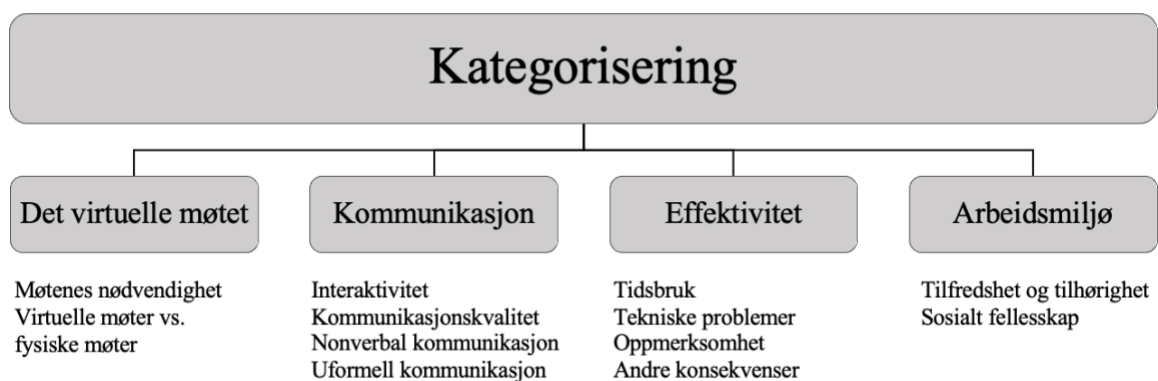 Kategorisering
Det virtuelle møtet
Kommunikasjon
Effektivitet
Arbeidsmiljø
Møtenes nødvendighet
Virtuelle møter vs.
fysiske møter
Interaktivitet
Kommunikasjonskvalitet
Nonverbal kommunikasjon
Uformell kommunikasjon
Tidsbruk
Tekniske problemer
Oppmerksomhet
Andre konsekvenser
Tilfredshet og tilhørighet
Sosialt fellesskap